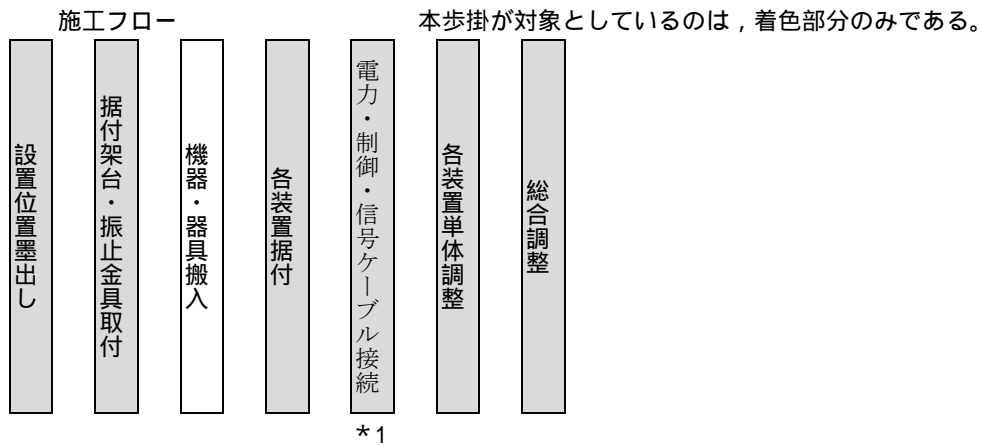 施工フロー
本歩掛が対象としているのは，着色部分のみである。
設置位置墨出し
据付架台・振止金具取付
機器・器具搬入
各装置据付
電力・制御・信号ケーブル接続
各装置単体調整
総合調整
＊1